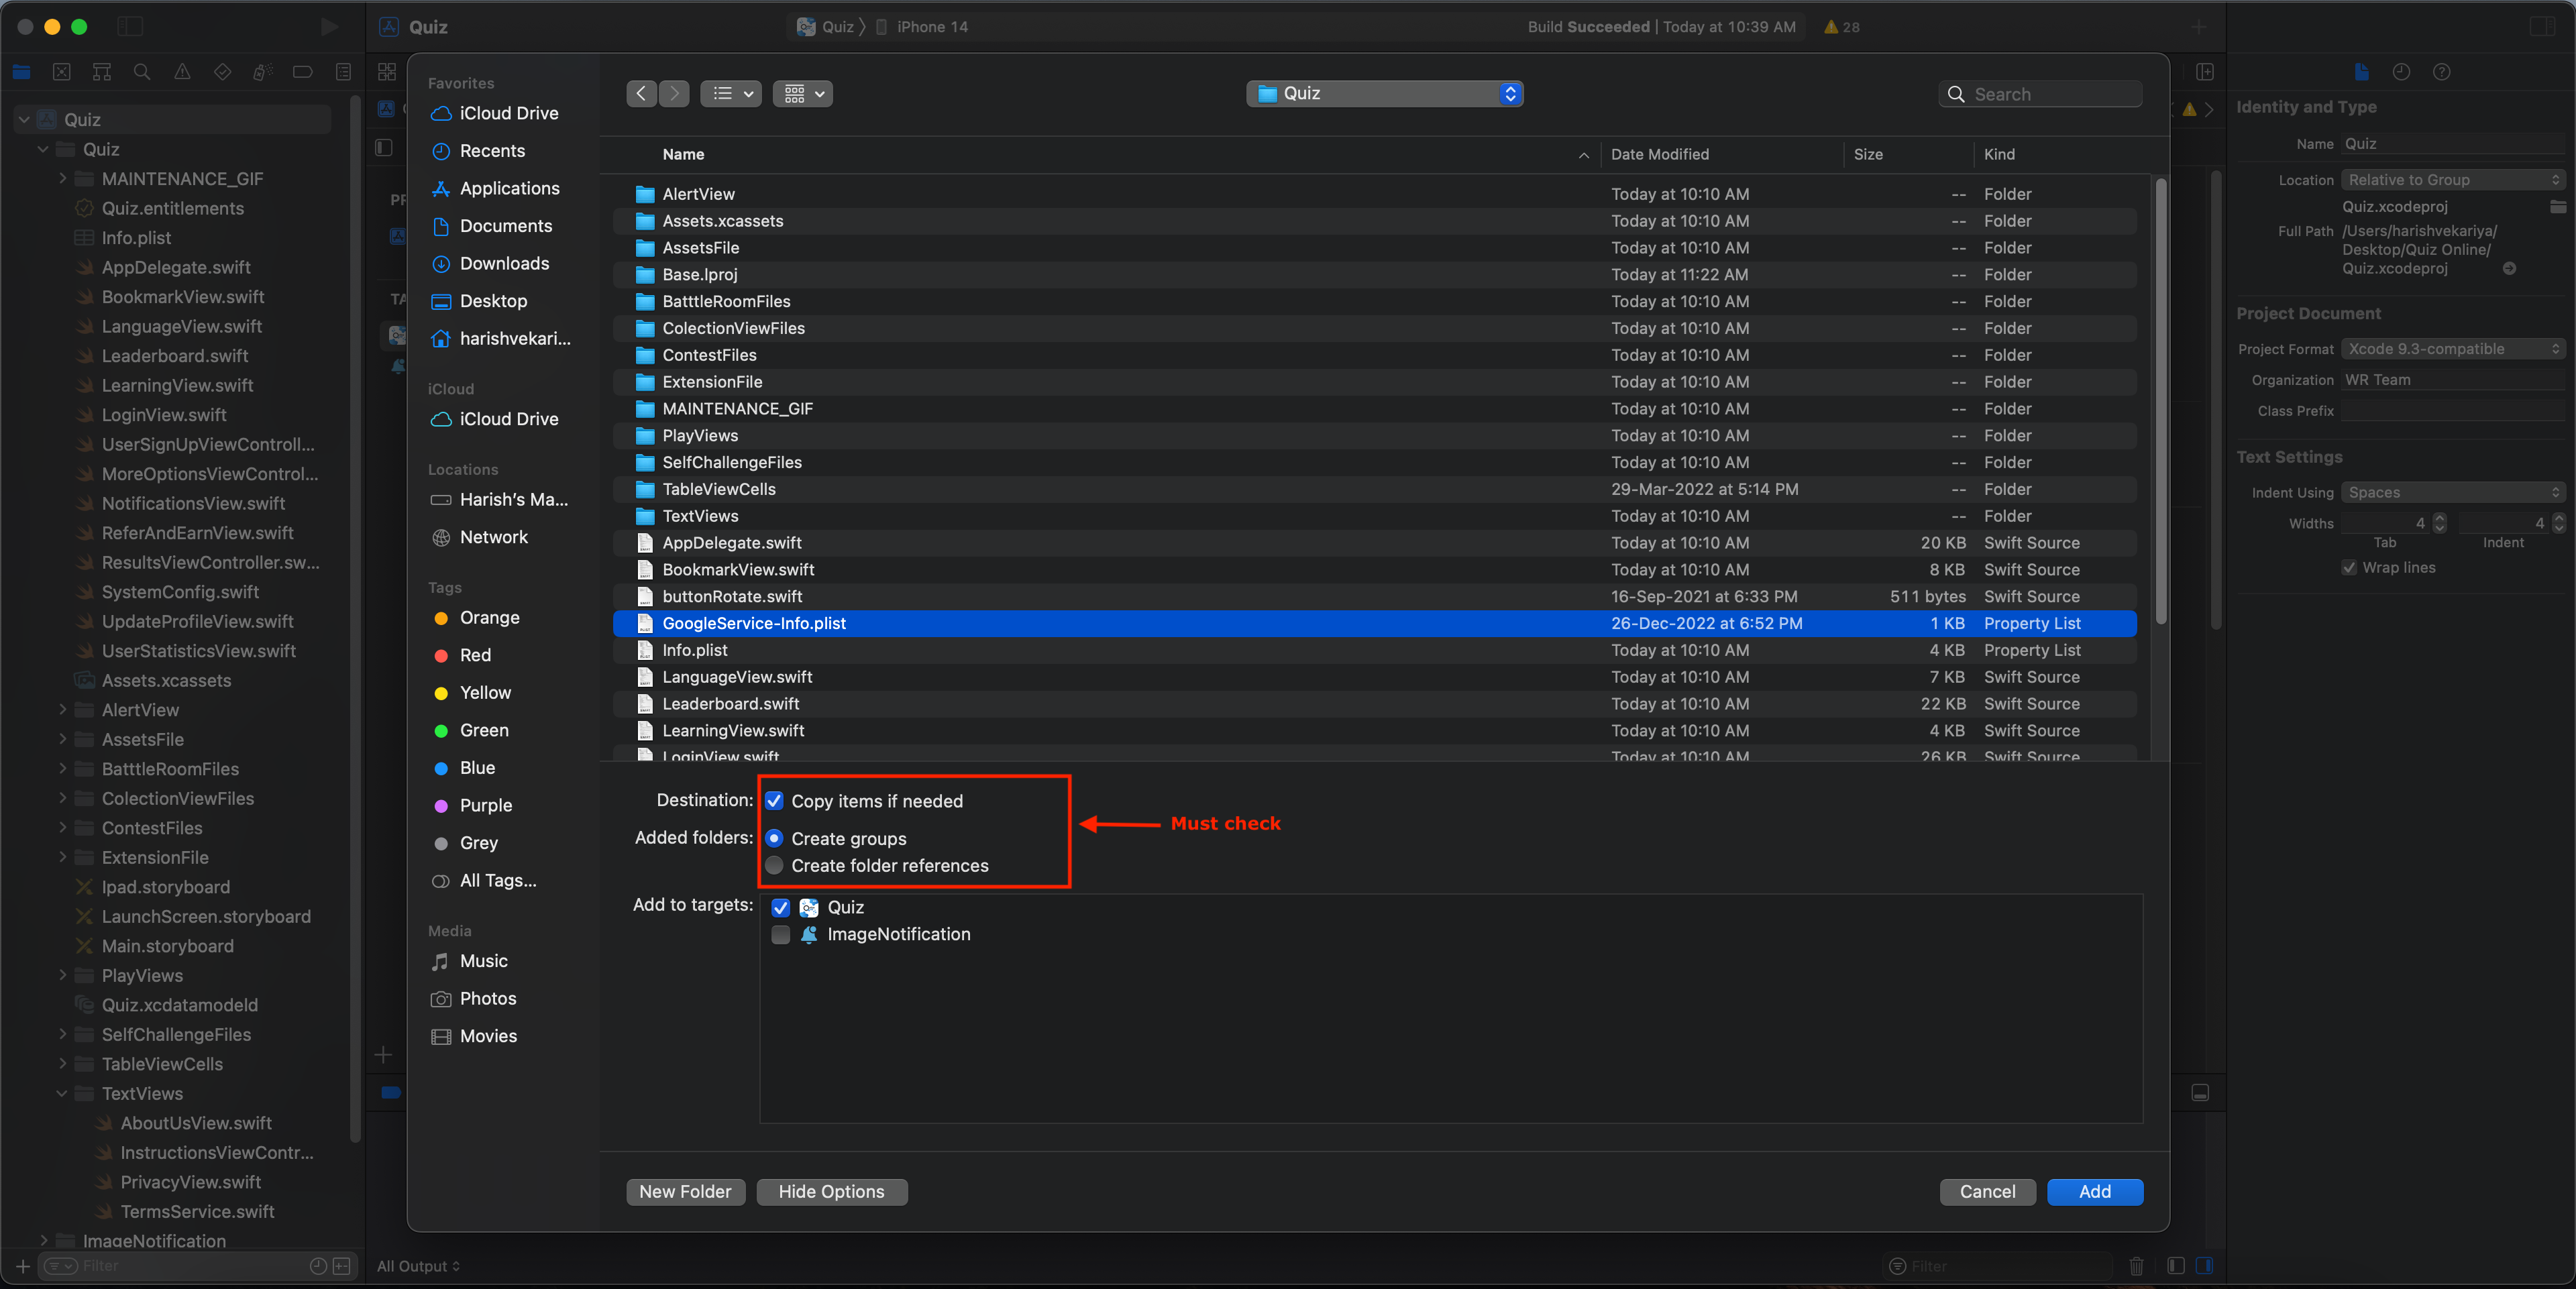 Quiz
Quiz
iPhone 14
Build Succeeded | Today at 10:39 AM
28
Quiz
Quiz
MAINTENANCE_GIF
Quiz.entitlements
Info.plist
AppDelegate.swift
BookmarkView.swift
LanguageView.swift
Leaderboard.swift
LearningView.swift
LoginView.swift
UserSignUpViewControll...
MoreOptionsViewControl...
NotificationsView.swift
ReferAndEarnView.swift
ResultsViewController.sw...
SystemConfig.swift
UpdateProfileView.swift
UserStatisticsView.swift
Assets.xcassets
AlertView
AssetsFile
BatttleRoomFiles
ColectionViewFiles
ContestFiles
ExtensionFile
Ipad.storyboard
LaunchScreen.storyboard
Main.storyboard
PlayViews
Quiz.xcdatamodeld
SelfChallengeFiles
TableViewCells
TextViews
AboutUsView.swift
InstructionsViewContr...
PrivacyView.swift
TermsService.swift
ImageNotification
Filter
All Output
Filter
Favorites
iCloud Drive
Recents
Applications
Documents
Downloads
Desktop
harishvekari...
iCloud
iCloud Drive
Locations
Harish's Ma...
Network
Tags
Orange
Red
Yellow
Green
Blue
Purple
Grey
All Tags...
Media
Music
Photos
Movies
Quiz
Search
Name Date Modified Size Kind
AlertView Today at 10:10 AM -- Folder
Assets.xcassets Today at 10:10 AM -- Folder
AssetsFile Today at 10:10 AM -- Folder
Base.lproj Today at 11:22 AM -- Folder
BatttleRoomFiles Today at 10:10 AM -- Folder
ColectionViewFiles Today at 10:10 AM -- Folder
ContestFiles Today at 10:10 AM -- Folder
ExtensionFile Today at 10:10 AM -- Folder
MAINTENANCE_GIF Today at 10:10 AM -- Folder
PlayViews Today at 10:10 AM -- Folder
SelfChallengeFiles Today at 10:10 AM -- Folder
TableViewCells 29-Mar-2022 at 5:14 PM -- Folder
TextViews Today at 10:10 AM -- Folder
AppDelegate.swift Today at 10:10 AM 20 KB Swift Source
BookmarkView.swift Today at 10:10 AM 8 KB Swift Source
buttonRotate.swift 16-Sep-2021 at 6:33 PM 511 bytes Swift Source
GoogleService-Info.plist 26-Dec-2022 at 6:52 PM 1 KB Property List
Info.plist Today at 10:10 AM 4 KB Property List
LanguageView.swift Today at 10:10 AM 7 KB Swift Source
Leaderboard.swift Today at 10:10 AM 22 KB Swift Source
LearningView.swift Today at 10:10 AM 4 KB Swift Source
LoginView.swift Today at 10:10 AM 26 KB Swift Source
Destination: Copy items if needed
Added folders: Create groups
Create folder references
Must check
Add to targets: Quiz
ImageNotification
New Folder
Hide Options
Cancel
Add
Identity and Type
Name Quiz
Location Relative to Group
Quiz.xcodeproj
Full Path /Users/harishvekariya/
Desktop/Quiz Online/
Quiz.xcodeproj
Project Document
Project Format Xcode 9.3-compatible
Organization WR Team
Class Prefix
Text Settings
Indent Using Spaces
Widths 4 4
Tab Indent
Wrap lines